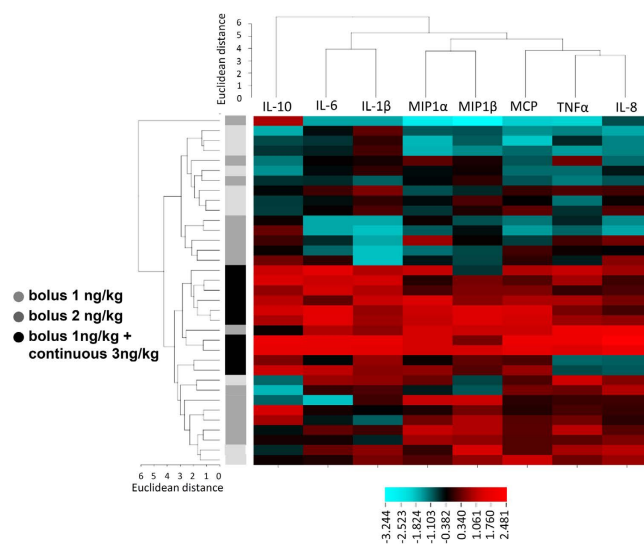 Euclidean distance
6
5
4
3
2
1
0
IL-10 IL-6 IL-1β MIP1α MIP1β MCP TNFα IL-8
bolus 1 ng/kg
bolus 2 ng/kg
bolus 1ng/kg +
continuous 3ng/kg
6 5 4 3 2 1 0
Euclidean distance
-3.244
-2.523
-1.824
-1.103
-0.382
0.340
1.061
1.760
2.481